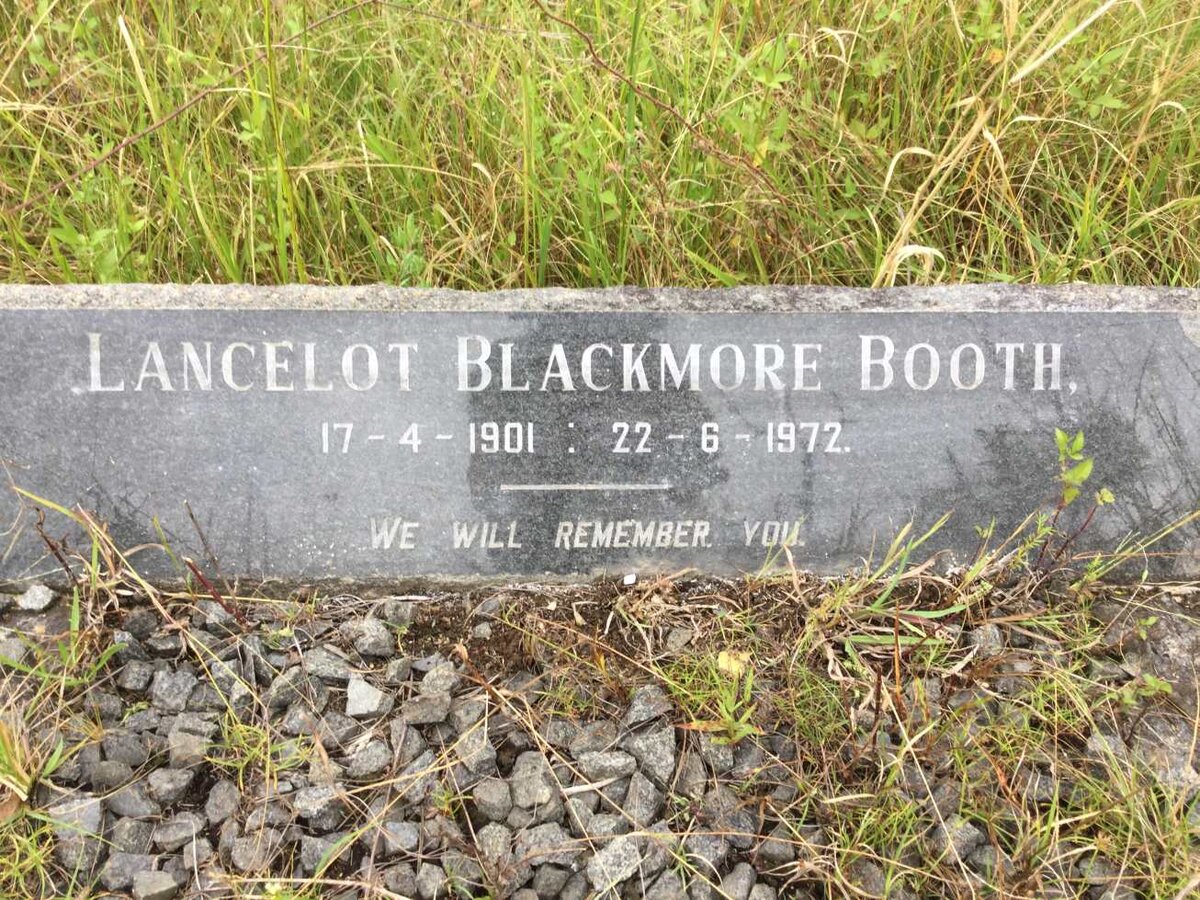 LANCELOT BLACKMORE BOOTH,
17-4-1901 : 22-6-1972.
WE WILL REMEMBER YOU.